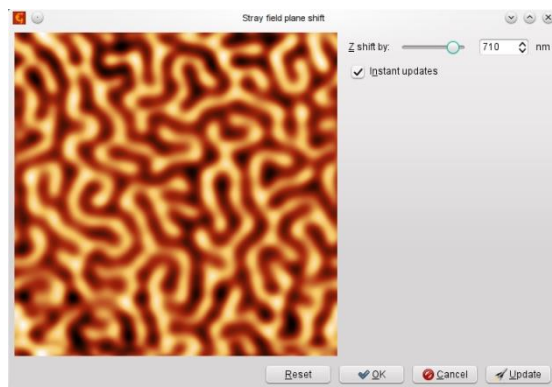 Stray field plane shift
Z shift by: 710 nm
Instant updates
Reset OK Cancel Update